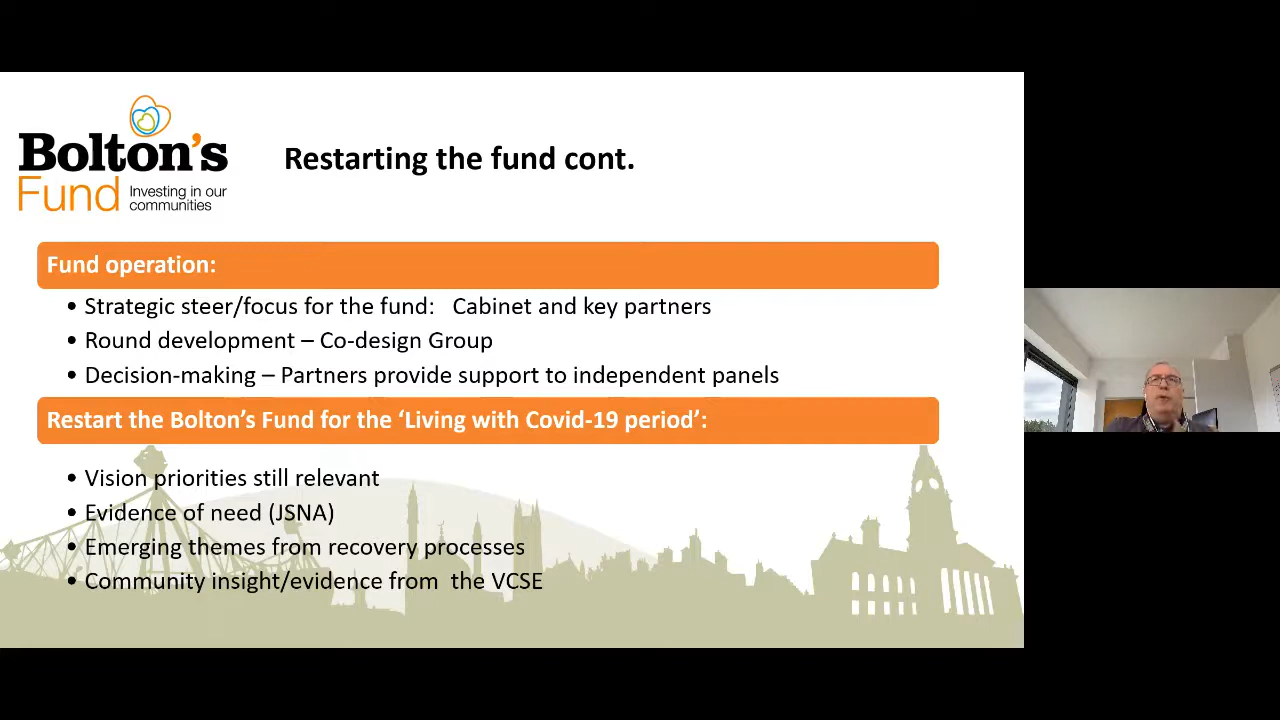 Bolton's
Fund
Investing in our
communities
Restarting the fund cont.
Fund operation:
• Strategic steer/focus for the fund:   Cabinet and key partners
• Round development – Co-design Group
• Decision-making – Partners provide support to independent panels
Restart the Bolton’s Fund for the ‘Living with Covid-19 period’:
• Vision priorities still relevant
• Evidence of need (JSNA)
• Emerging themes from recovery processes
• Community insight/evidence from  the VCSE